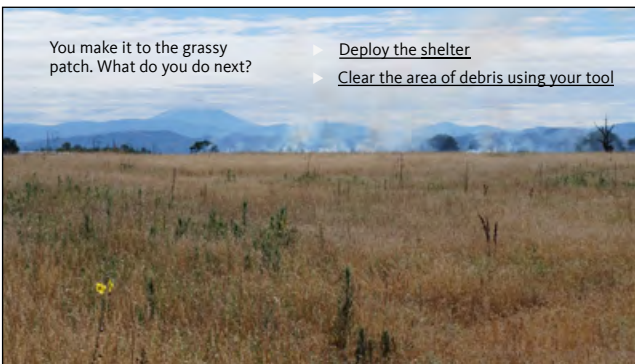 You make it to the grassy
patch. What do you do next?
Deploy the shelter
Clear the area of debris using your tool